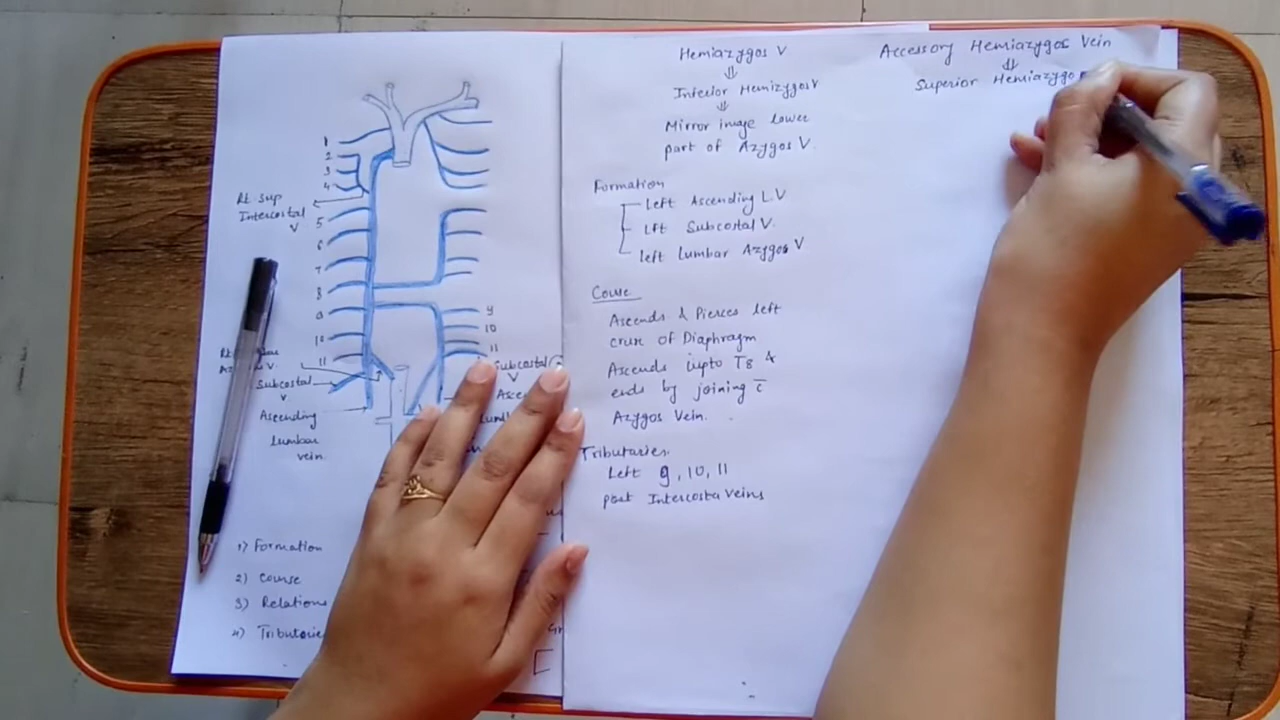 1
2
3
4
Rt. sup
Intercostal
V
5
6
7
8
9
10
11
Subcostal
V
Ascending
lumbar
vein.
9
10
11
Subcostal
V
1) Formation
2) Course
3) Relations
4) Tributarie
Hemiazygos V
⇓
Inferior HemizygosV
⇓
Mirror image lower
part of Azygos V.
Formation
left Ascending L.V
Lft Subcostal V.
left lumbar Azygos V
Course
Ascends & Pierces left
crus of Diaphragm
Ascends upto T8 &
ends by joining c̄
Azygos Vein.
Tributaries.
Left 9, 10, 11
post Intercosta veins
Accessory Hemiazygos Vein
⇓
Superior Hemiazygo